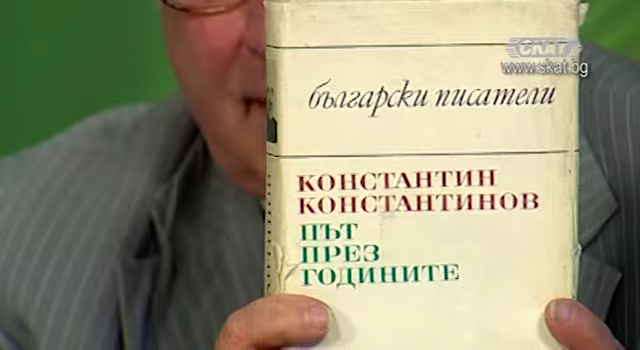 СКАТ
www.skat.bg
български писатели
КОНСТАНТИН
КОНСТАНТИНОВ
ПЪТ
ПРЕЗ
ГОДИНИТЕ